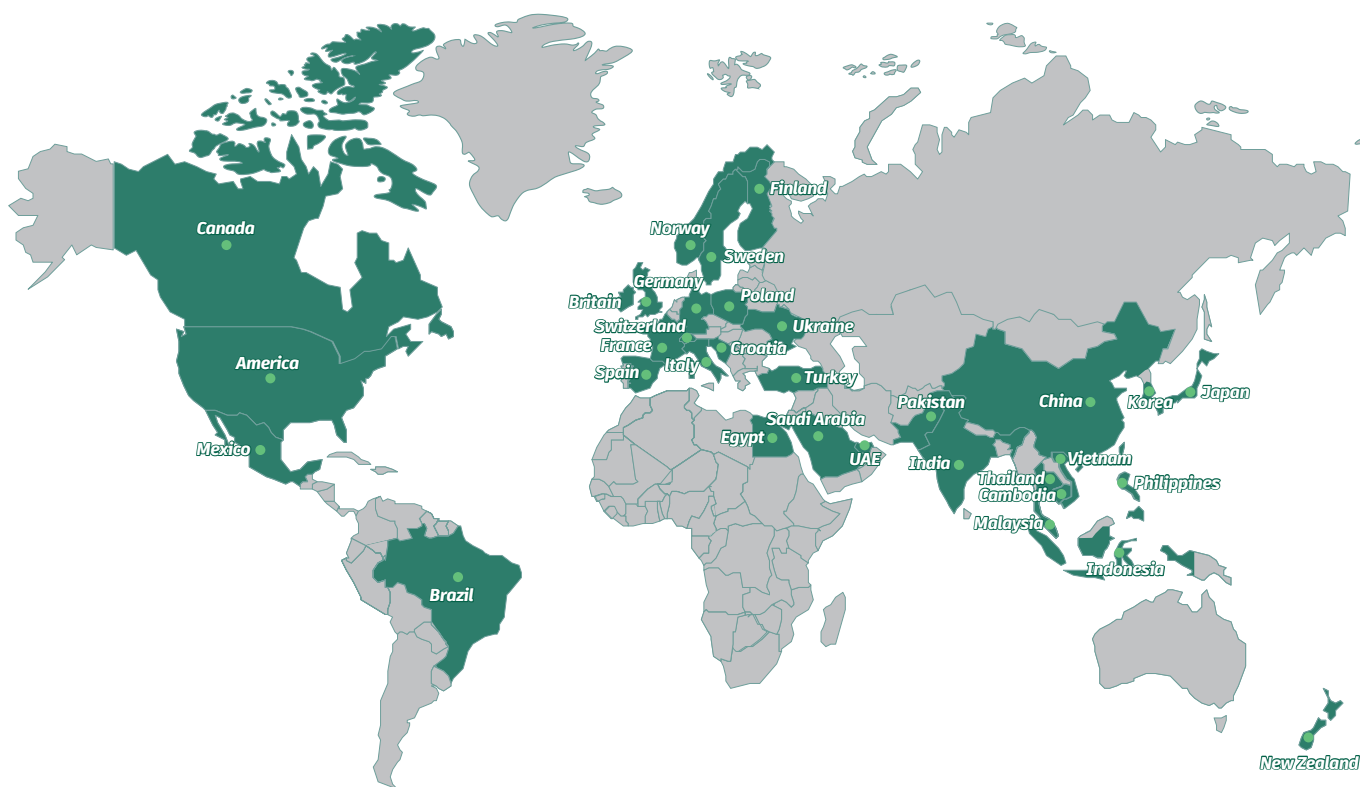 Finland
Canada
Norway
Sweden
Germany
Britain
Poland
Switzerland
Ukraine
France
Croatia
America
Italy
Spain
Turkey
Japan
Pakistan
China
Korea
Saudi Arabia
Egypt
Mexico
UAE
India
Vietnam
Thailand
Philippines
Cambodia
Malaysia
Indonesia
Brazil
New Zealand